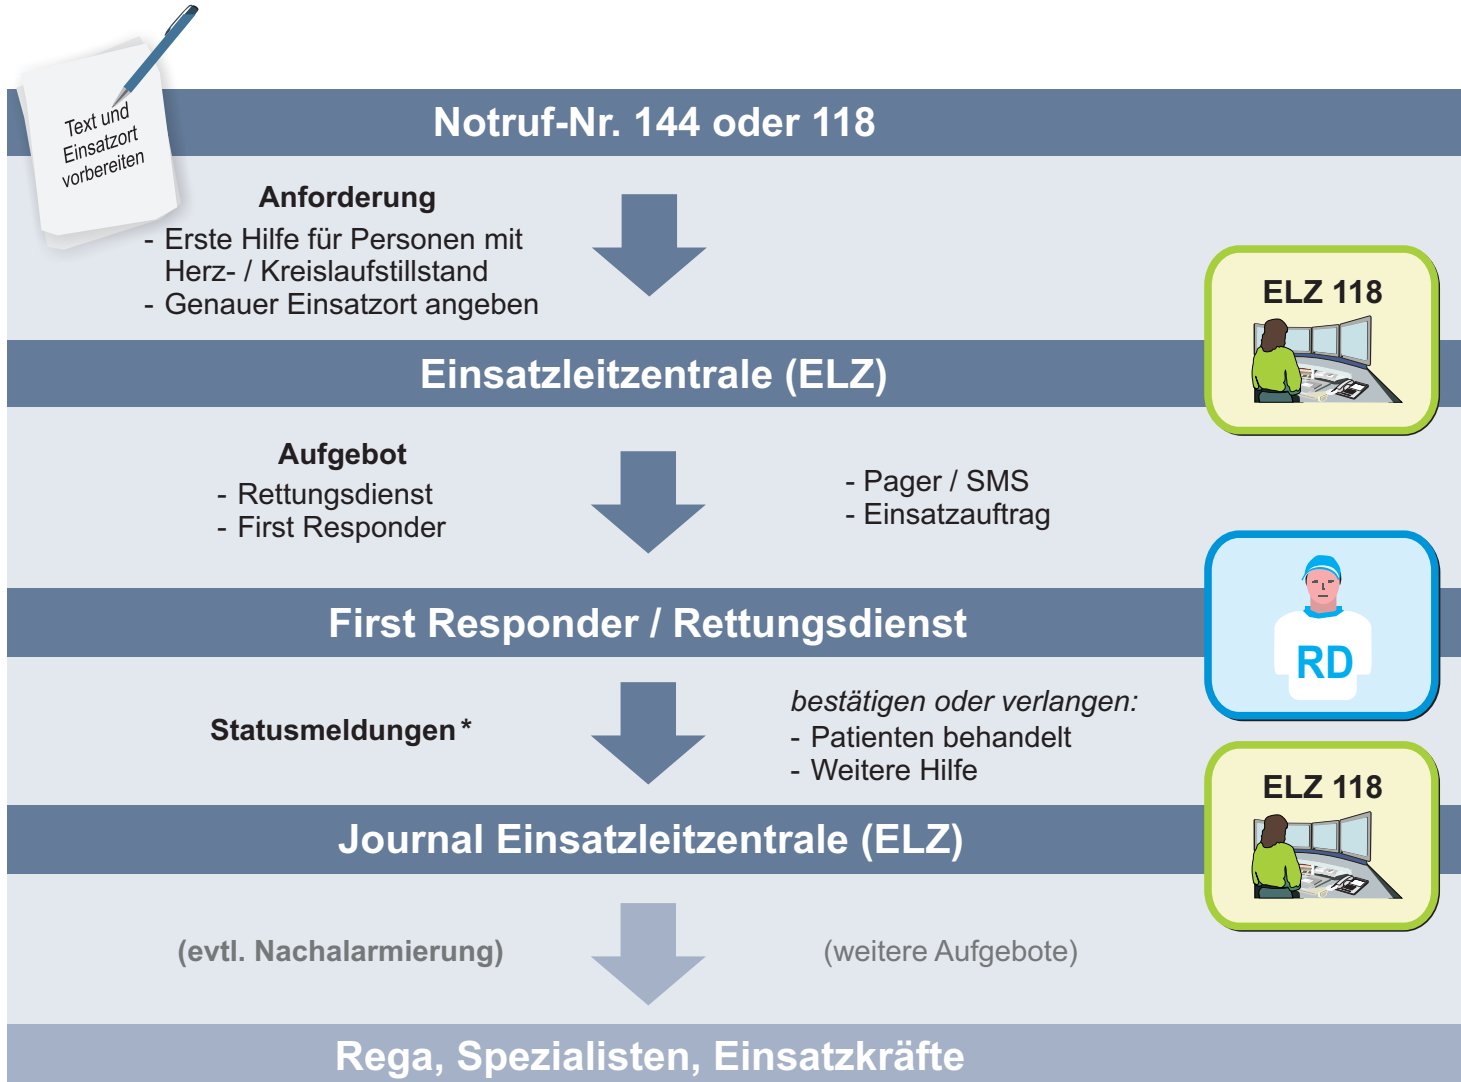 Text und
Einsatzort
vorbereiten
Notruf-Nr. 144 oder 118
Anforderung
- Erste Hilfe für Personen mit
Herz- / Kreislaufstillstand
- Genauer Einsatzort angeben
ELZ 118
Einsatzleitzentrale (ELZ)
Aufgebot
- Rettungsdienst
- First Responder
- Pager / SMS
- Einsatzauftrag
First Responder / Rettungsdienst
RD
Statusmeldungen *
bestätigen oder verlangen:
- Patienten behandelt
- Weitere Hilfe
ELZ 118
Journal Einsatzleitzentrale (ELZ)
(evtl. Nachalarmierung)
(weitere Aufgebote)
Rega, Spezialisten, Einsatzkräfte